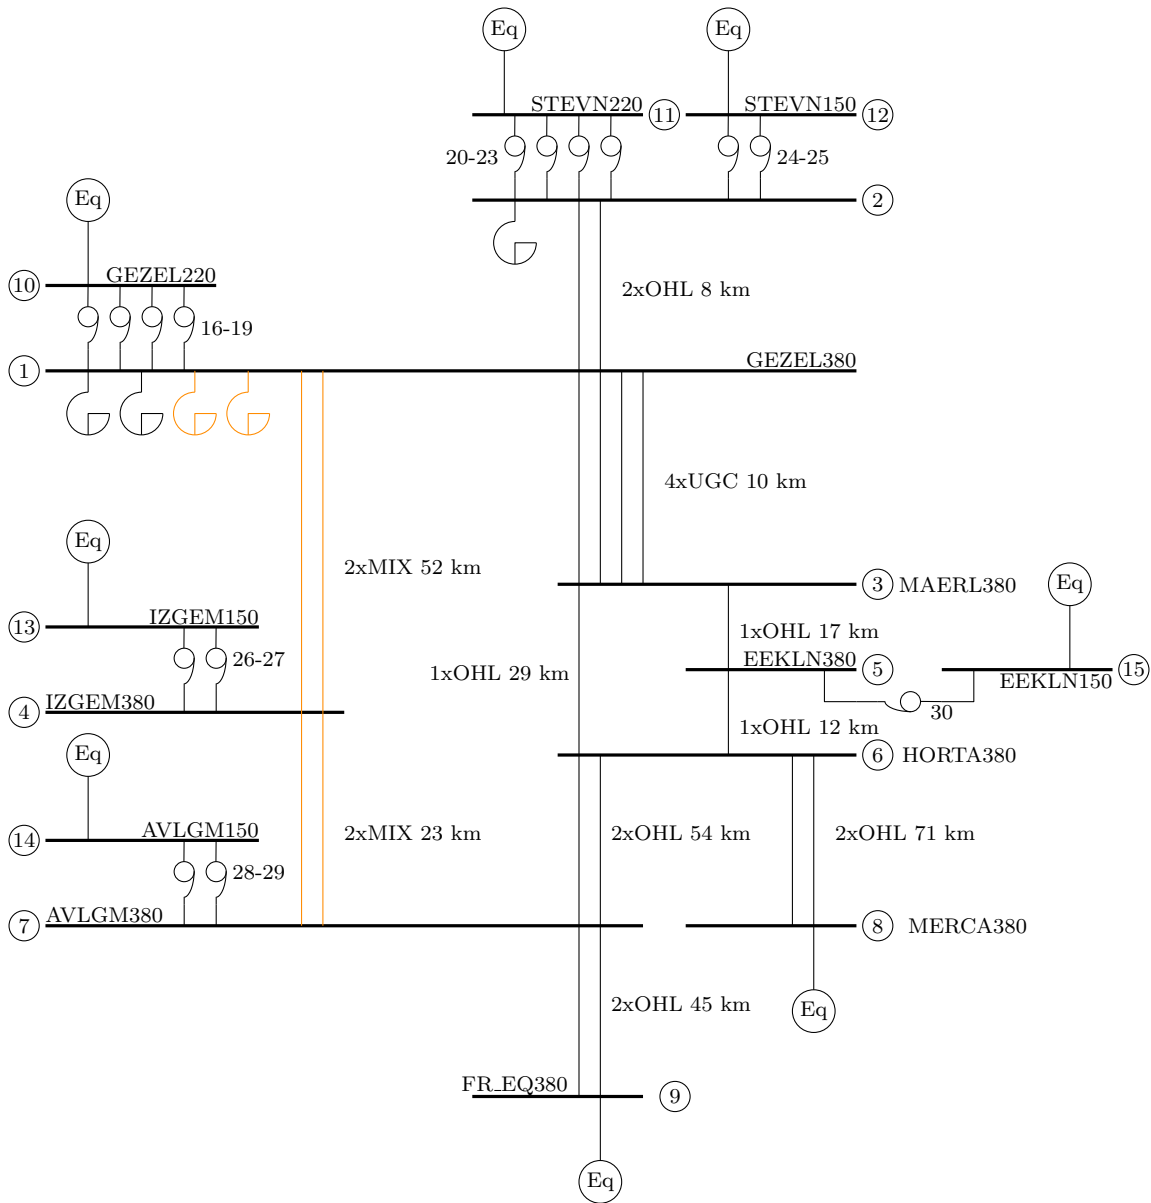 Eq
Eq
STEVN220
11
STEVN150
12
20-23
24-25
Eq
2
10
GEZEL220
2xOHL 8 km
16-19
1
GEZEL380
4xUGC 10 km
Eq
2xMIX 52 km
3
MAERL380
Eq
13
IZGEM150
1xOHL 17 km
26-27
1xOHL 29 km
EEKLN380
5
15
EEKLN150
4
IZGEM380
30
1xOHL 12 km
Eq
6
HORTA380
14
AVLGM150
2xMIX 23 km
2xOHL 54 km
2xOHL 71 km
28-29
7
AVLGM380
8
MERCA380
2xOHL 45 km
Eq
FR_EQ380
9
Eq